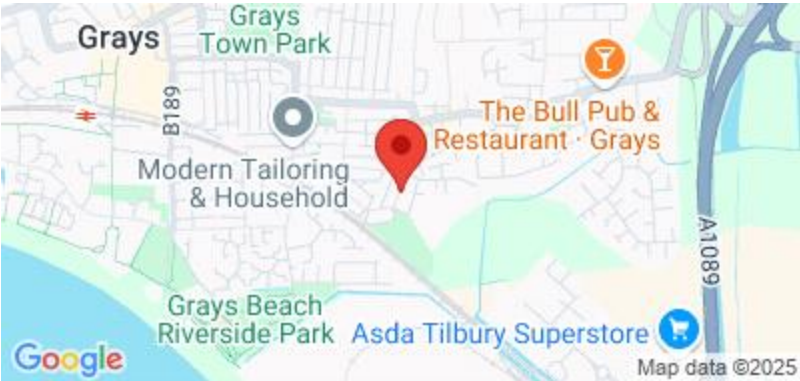 Grays
Town Park
Grays
B189
The Bull Pub &
Restaurant · Grays
Modern Tailoring
& Household
A1089
Grays Beach
Riverside Park
Asda Tilbury Superstore
Google
Map data ©2025